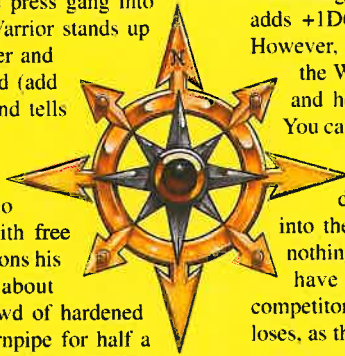 press gang into
Warrior stands up
er and
d (add
nd tells
o
ith free
ons his
about
wd of hardened
rnpipe for half a
N
adds +1D6
However,
the W
and h
You ca
c
into the
nothin
have
competitor
loses, as th